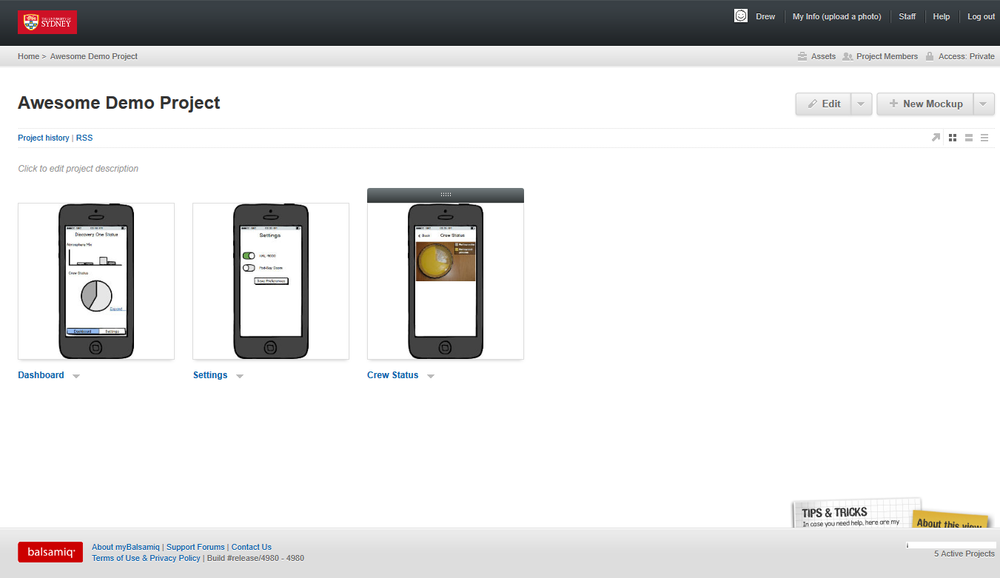 THE UNIVERSITY OF
SYDNEY
Drew
My Info (upload a photo)
Staff
Help
Log out
Home > Awesome Demo Project
Assets
Project Members
Access: Private
Awesome Demo Project
Edit
New Mockup
Project history | RSS
Click to edit project description
Discovery One Status
Atmosphere Mix
Crew Status
Expand...
Dashboard
Settings
Settings
HAL 9000
Pod-Bay Doors
Save Preferences
Back
Crew Status
Dashboard
Settings
Crew Status
TIPS & TRICKS
In case you need help, here are my
About this view
balsamiq
About myBalsamiq | Support Forums | Contact Us
Terms of Use & Privacy Policy | Build #release/4980 - 4980
5 Active Projects